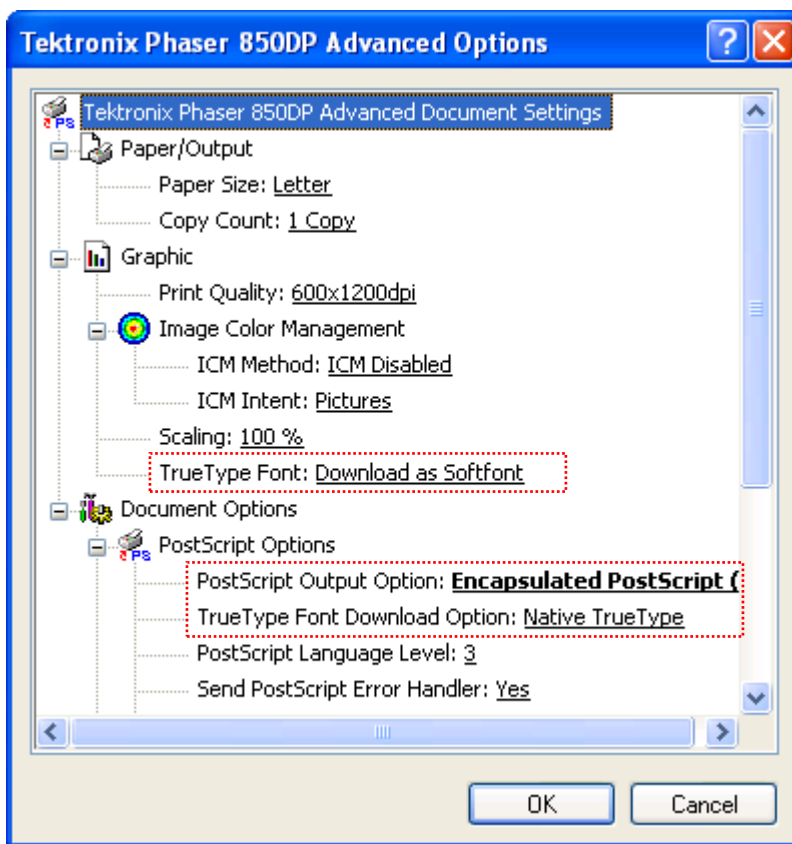 Tektronix Phaser 850DP Advanced Options
Tektronix Phaser 850DP Advanced Document Settings
Paper/Output
Paper Size: Letter
Copy Count: 1 Copy
Graphic
Print Quality: 600x1200dpi
Image Color Management
ICM Method: ICM Disabled
ICM Intent: Pictures
Scaling: 100 %
TrueType Font: Download as Softfont
Document Options
PostScript Options
PostScript Output Option: Encapsulated PostScript (
TrueType Font Download Option: Native TrueType
PostScript Language Level: 3
Send PostScript Error Handler: Yes
OK Cancel